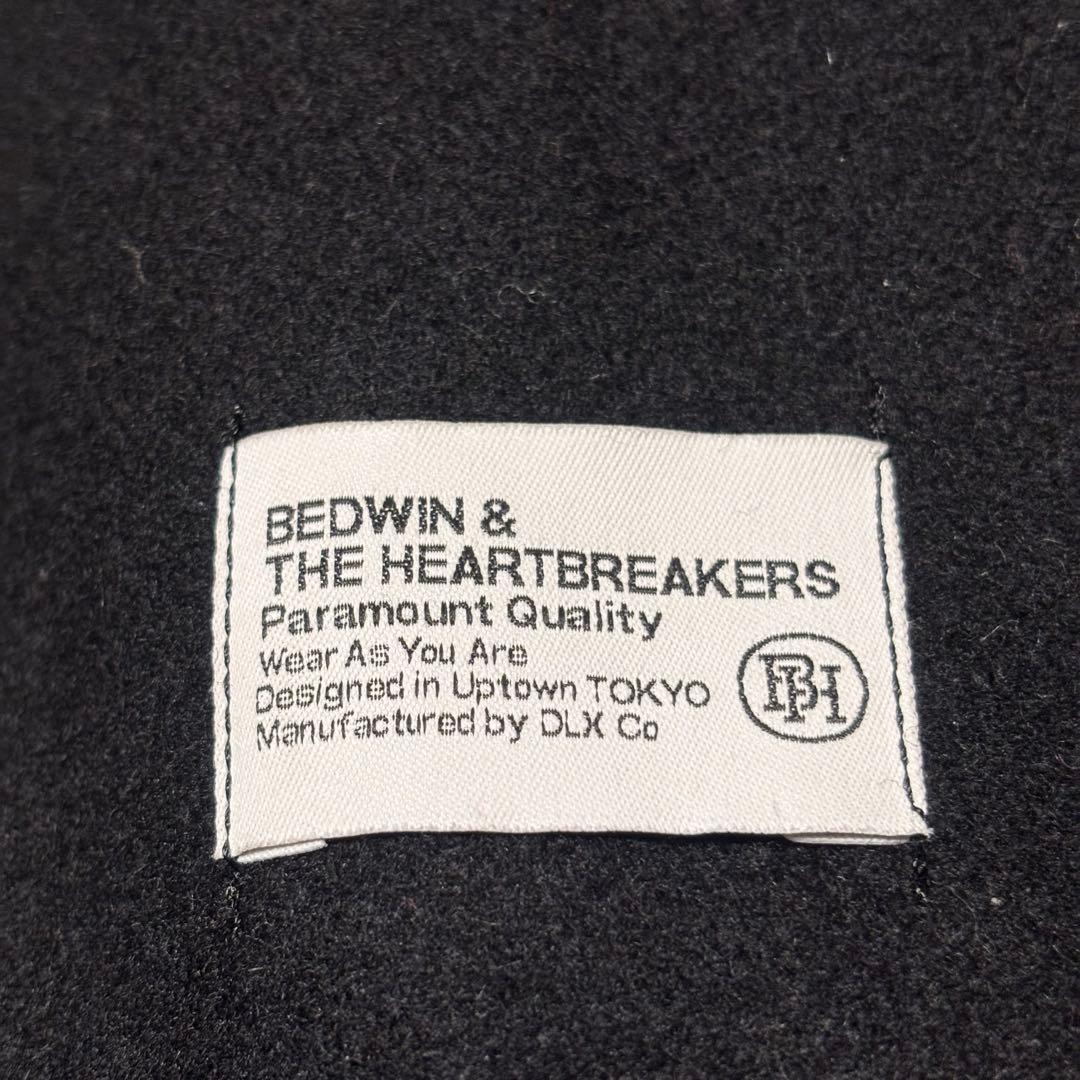 BEDWIN &
THE HEARTBREAKERS
Paramount Quality
Wear As You Are
Designed in Uptown TOKYO
Manufactured by DLX Co
BH